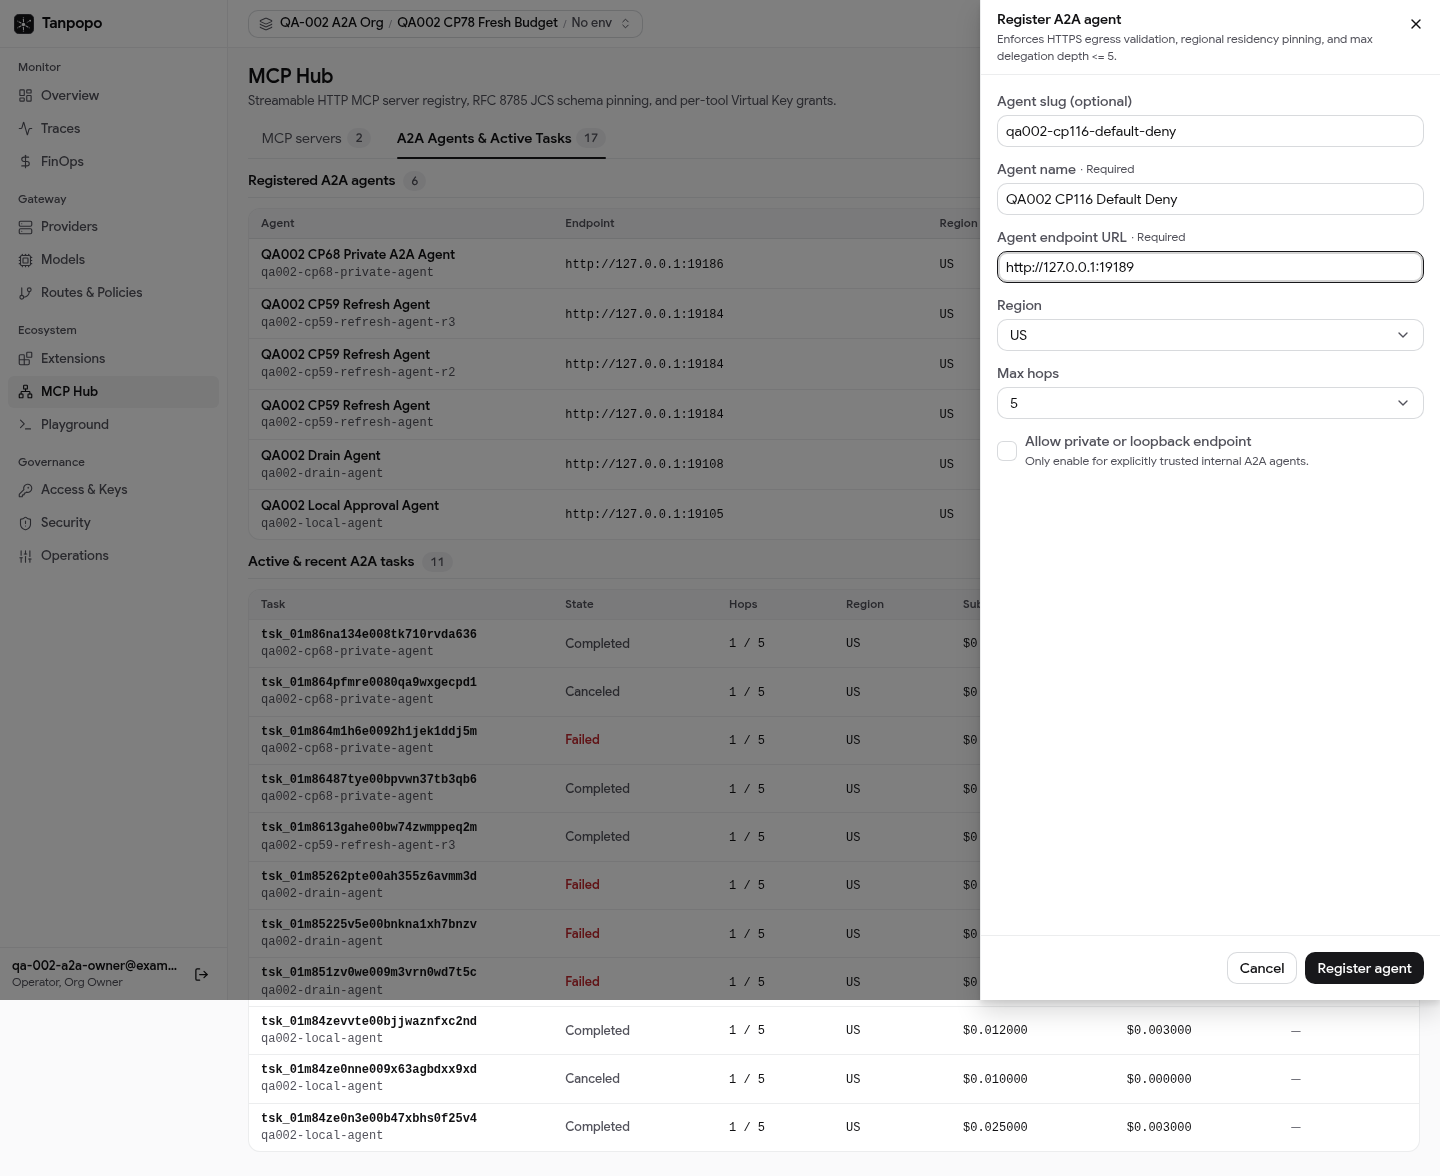 Tanpopo
Monitor
Overview
Traces
FinOps
Gateway
Providers
Models
Routes & Policies
Ecosystem
Extensions
MCP Hub
Playground
Governance
Access & Keys
Security
Operations
qa-002-a2a-owner@exam...
Operator, Org Owner
QA-002 A2A Org / QA002 CP78 Fresh Budget / No env
MCP Hub
Streamable HTTP MCP server registry, RFC 8785 JCS schema pinning, and per-tool Virtual Key grants.
MCP servers 2 A2A Agents & Active Tasks 17
Registered A2A agents 6
Agent Endpoint Region
QA002 CP68 Private A2A Agent
qa002-cp68-private-agent
http://127.0.0.1:19186 US
QA002 CP59 Refresh Agent
qa002-cp59-refresh-agent-r3
http://127.0.0.1:19184 US
QA002 CP59 Refresh Agent
qa002-cp59-refresh-agent-r2
http://127.0.0.1:19184 US
QA002 CP59 Refresh Agent
qa002-cp59-refresh-agent
http://127.0.0.1:19184 US
QA002 Drain Agent
qa002-drain-agent
http://127.0.0.1:19108 US
QA002 Local Approval Agent
qa002-local-agent
http://127.0.0.1:19105 US
Active & recent A2A tasks 11
Task State Hops Region Sub
tsk_01m86na134e008tk710rvda636
qa002-cp68-private-agent
Completed 1 / 5 US $0
tsk_01m864pfmre0080qa9wxgecpd1
qa002-cp68-private-agent
Canceled 1 / 5 US $0
tsk_01m864m1h6e0092h1jek1ddj5m
qa002-cp68-private-agent
Failed 1 / 5 US $0
tsk_01m86487tye00bpvwn37tb3qb6
qa002-cp68-private-agent
Completed 1 / 5 US $0
tsk_01m8613gahe00bw74zwmppeq2m
qa002-cp59-refresh-agent-r3
Completed 1 / 5 US $0
tsk_01m85262pte00ah355z6avmm3d
qa002-drain-agent
Failed 1 / 5 US $0
tsk_01m85225v5e00bnkna1xh7bnzv
qa002-drain-agent
Failed 1 / 5 US $0
tsk_01m851zv0we009m3vrn0wd7t5c
qa002-drain-agent
Failed 1 / 5 US $0
tsk_01m84zevvte00bjjwaznfxc2nd
qa002-local-agent
Completed 1 / 5 US $0.012000 $0.003000 —
tsk_01m84ze0nne009x63agbdxx9xd
qa002-local-agent
Canceled 1 / 5 US $0.010000 $0.000000 —
tsk_01m84ze0n3e00b47xbhs0f25v4
qa002-local-agent
Completed 1 / 5 US $0.025000 $0.003000 —
Register A2A agent
Enforces HTTPS egress validation, regional residency pinning, and max
delegation depth <= 5.
Agent slug (optional)
qa002-cp116-default-deny
Agent name · Required
QA002 CP116 Default Deny
Agent endpoint URL · Required
http://127.0.0.1:19189
Region
US
Max hops
5
Allow private or loopback endpoint
Only enable for explicitly trusted internal A2A agents.
Cancel Register agent